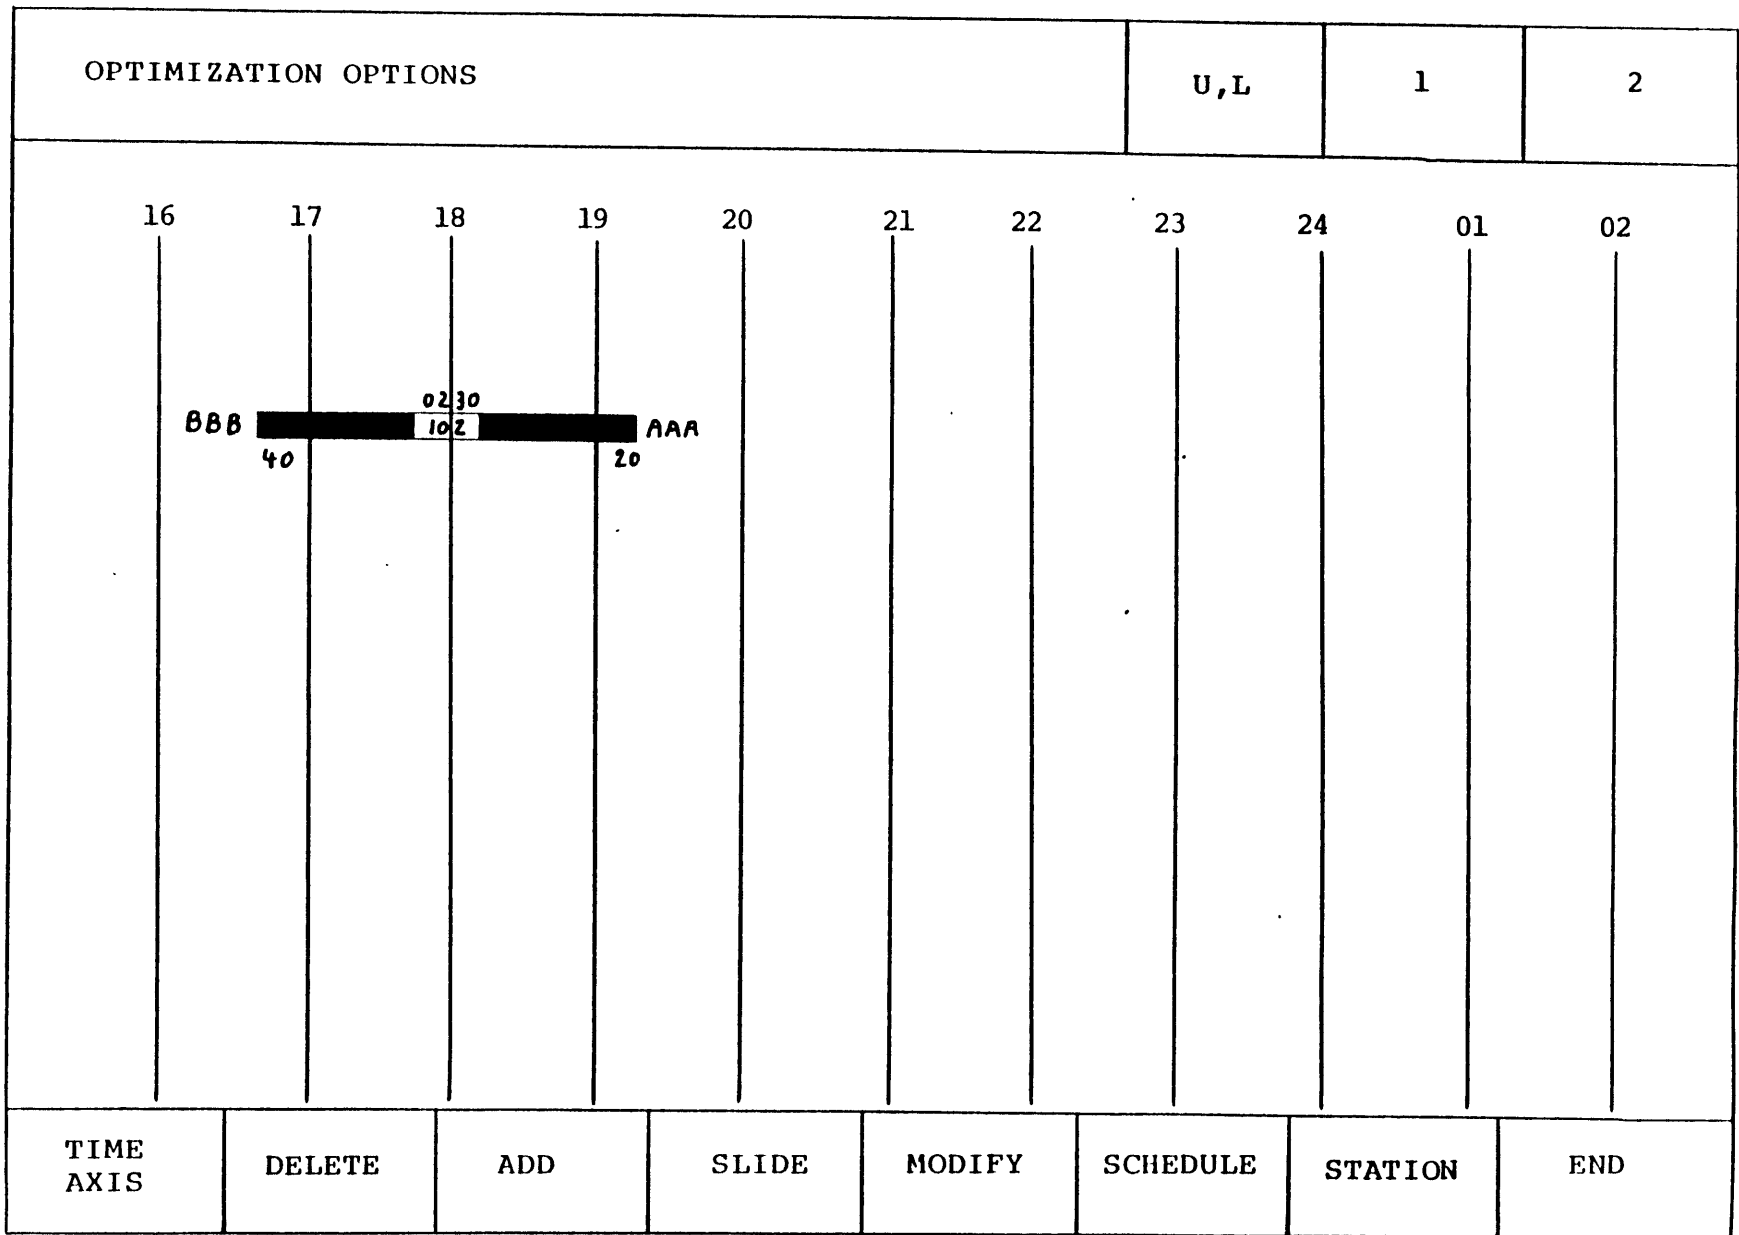 OPTIMIZATION OPTIONS U,L 1 2
16 17 18 19 20 21 22 23 24 01 02
0230
BBB 102 AAA
40 20
TIME AXIS DELETE ADD SLIDE MODIFY SCHEDULE STATION END